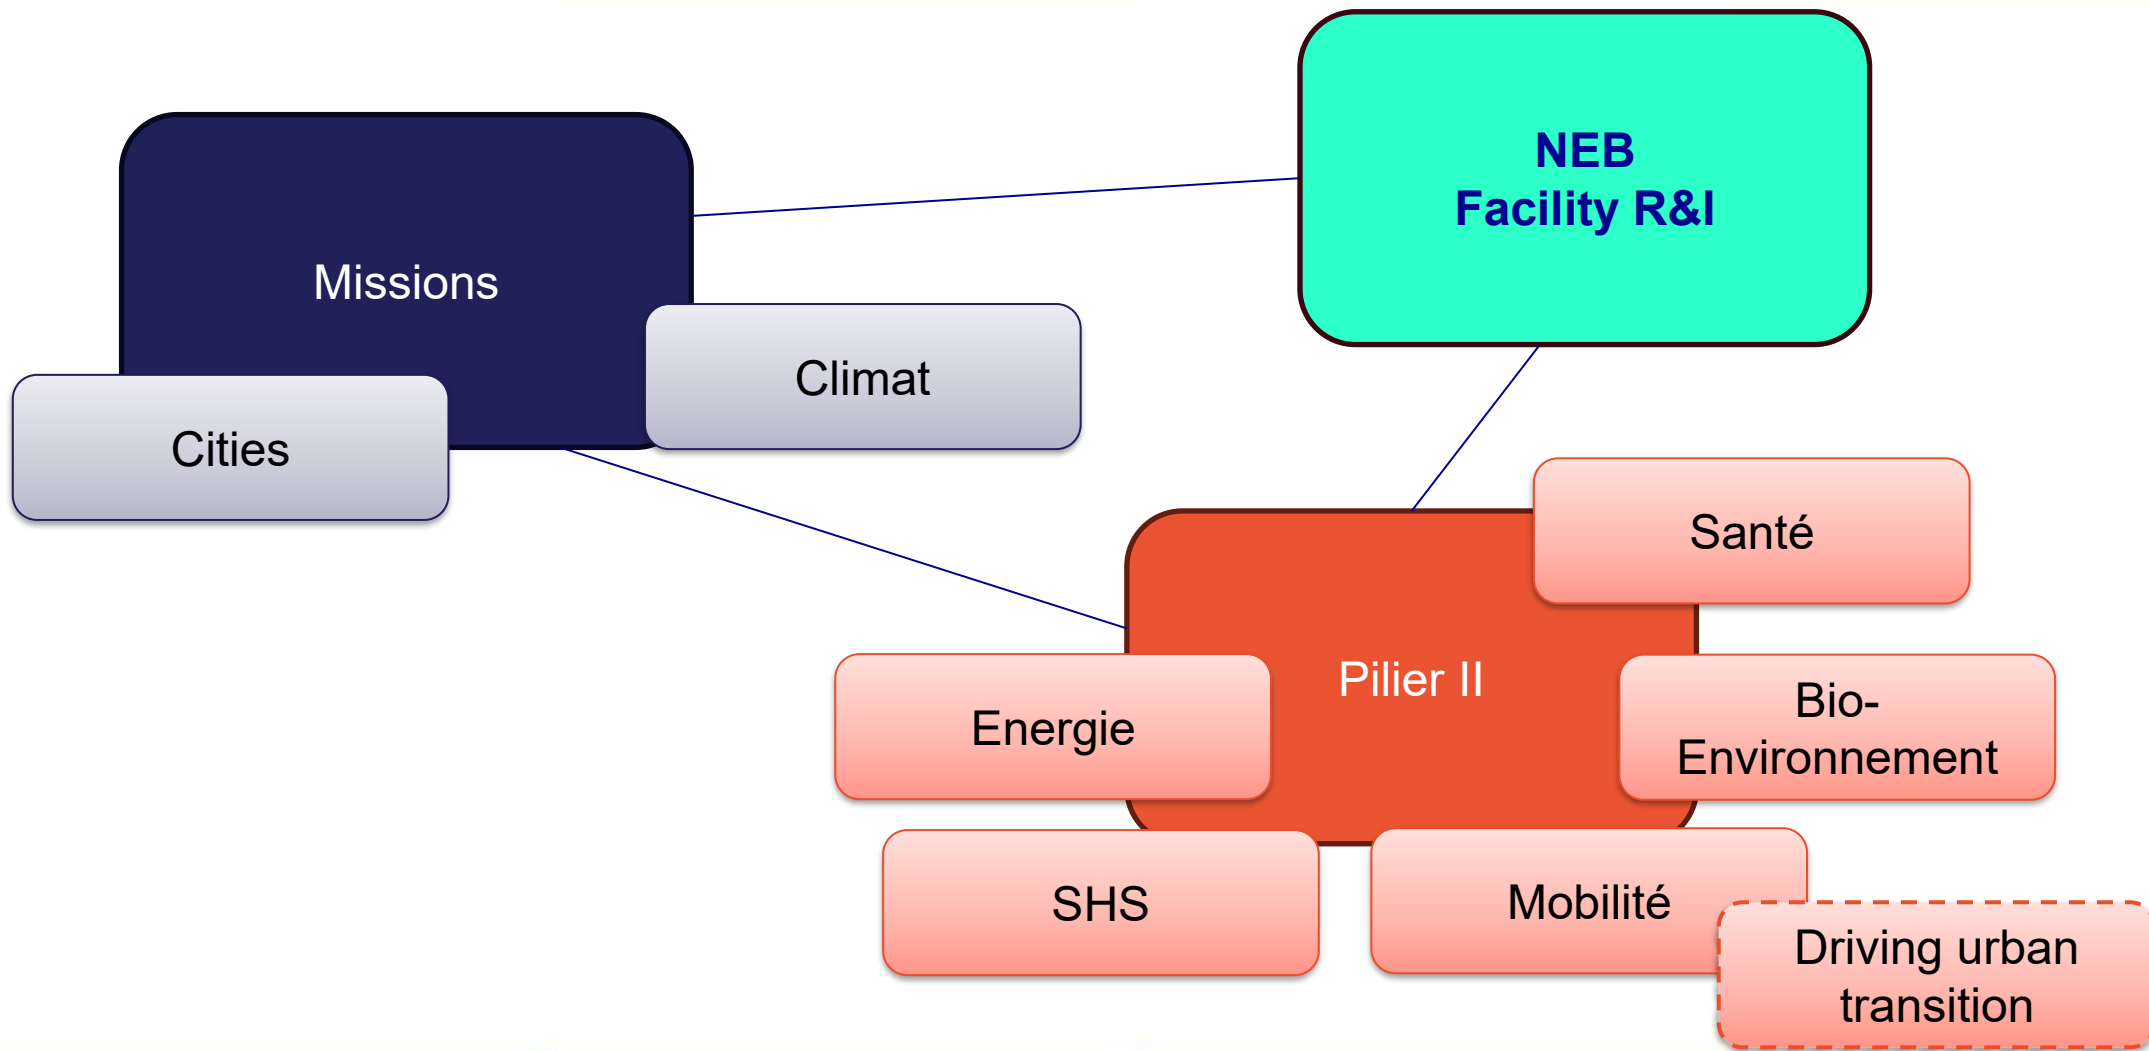 NEB
Facility R&I
Missions
Climat
Cities
Santé
Pilier II
Energie
Bio-
Environnement
SHS
Mobilité
Driving urban
transition